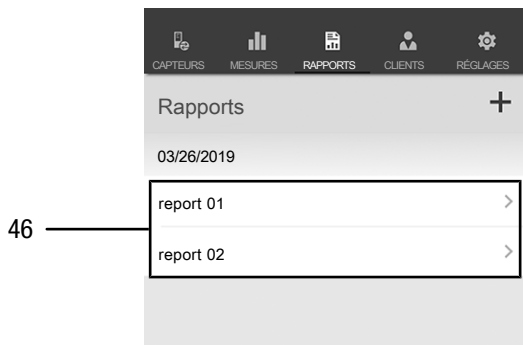 CAPTEURS MESURES RAPPORTS CLIENTS RÉGLAGES
Rapports +
03/26/2019
report 01 >
46
report 02 >